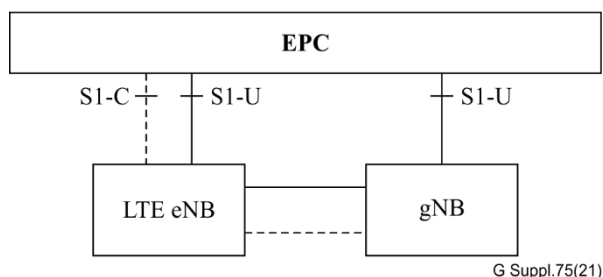 EPC
S1-C S1-U S1-U
LTE eNB gNB
G Suppl.75(21)